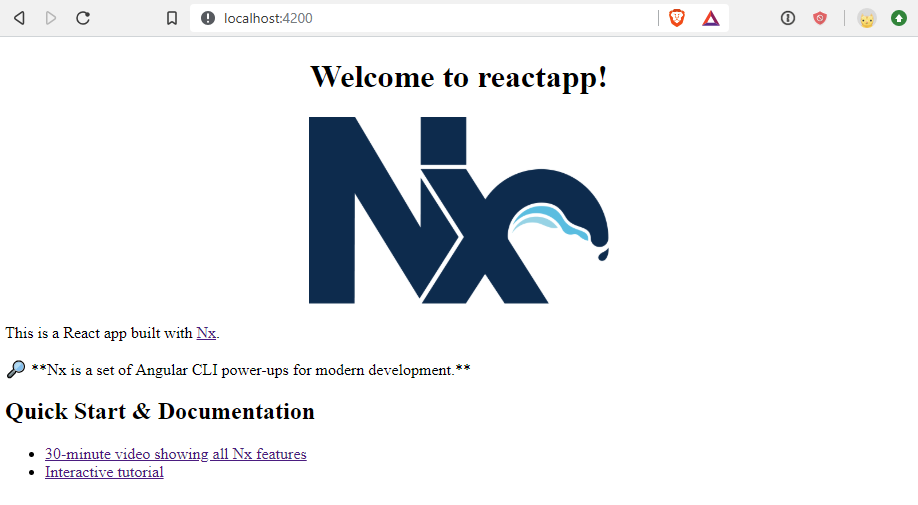 localhost:4200
Welcome to reactapp!
Nx
This is a React app built with Nx.
🔎 **Nx is a set of Angular CLI power-ups for modern development.**
Quick Start & Documentation
• 30-minute video showing all Nx features
• Interactive tutorial